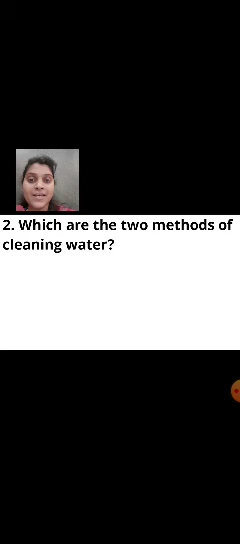 2. Which are the two methods of
cleaning water?